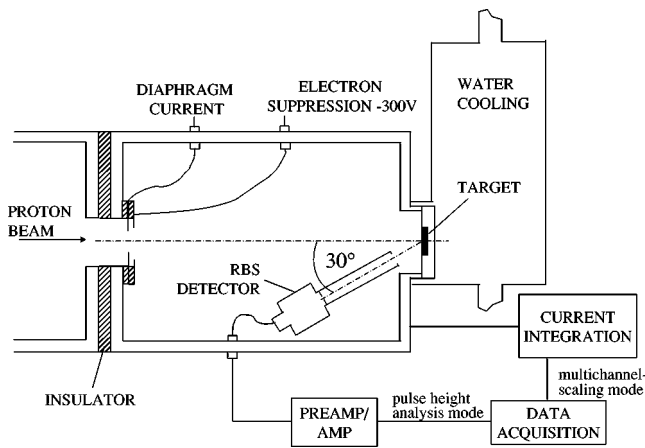 DIAPHRAGM
CURRENT
ELECTRON
SUPPRESSION -300V
WATER
COOLING
TARGET
PROTON
BEAM
30°
RBS
DETECTOR
CURRENT
INTEGRATION
INSULATOR
multichannel-
scaling mode
pulse height
analysis mode
PREAMP/
AMP
DATA
ACQUISITION